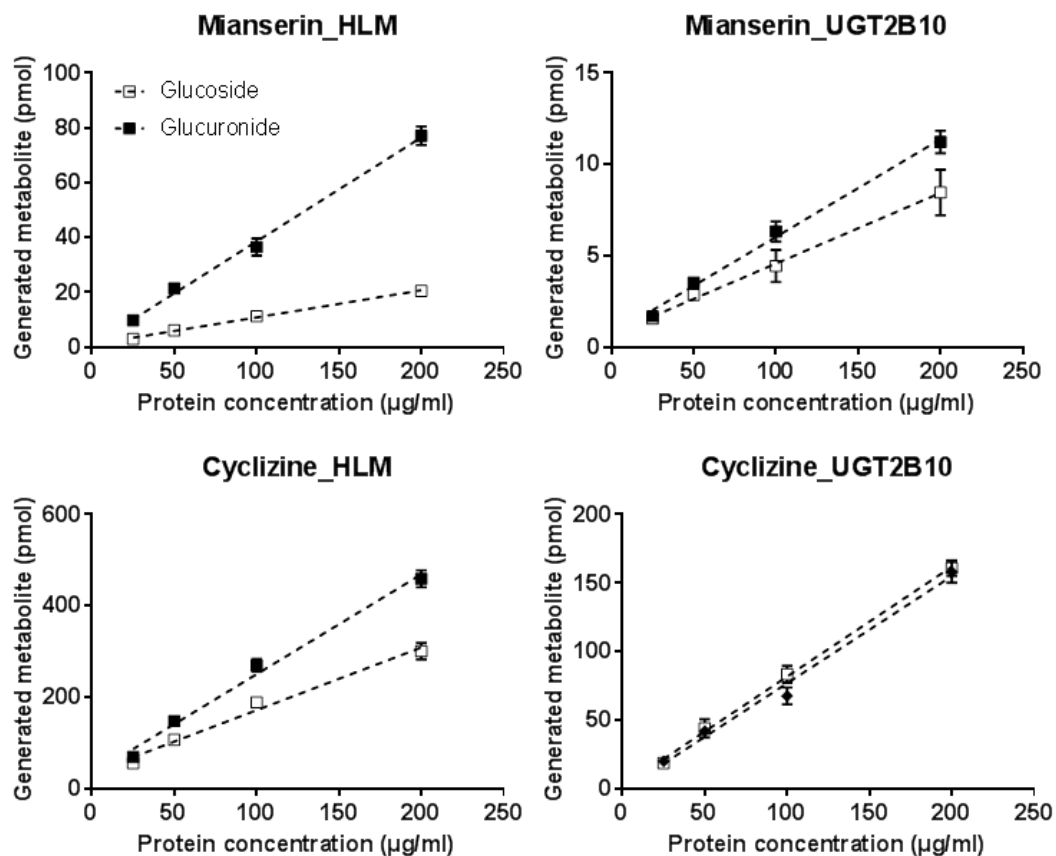 Mianserin_HLM
Generated metabolite (pmol)
100
80
60
40
20
0
Glucoside
Glucuronide
0 50 100 150 200 250
Protein concentration (µg/ml)
Mianserin_UGT2B10
Generated metabolite (pmol)
15
10
5
0
0 50 100 150 200 250
Protein concentration (µg/ml)
Cyclizine_HLM
Generated metabolite (pmol)
600
400
200
0
0 50 100 150 200 250
Protein concentration (µg/ml)
Cyclizine_UGT2B10
Generated metabolite (pmol)
200
150
100
50
0
0 50 100 150 200 250
Protein concentration (µg/ml)